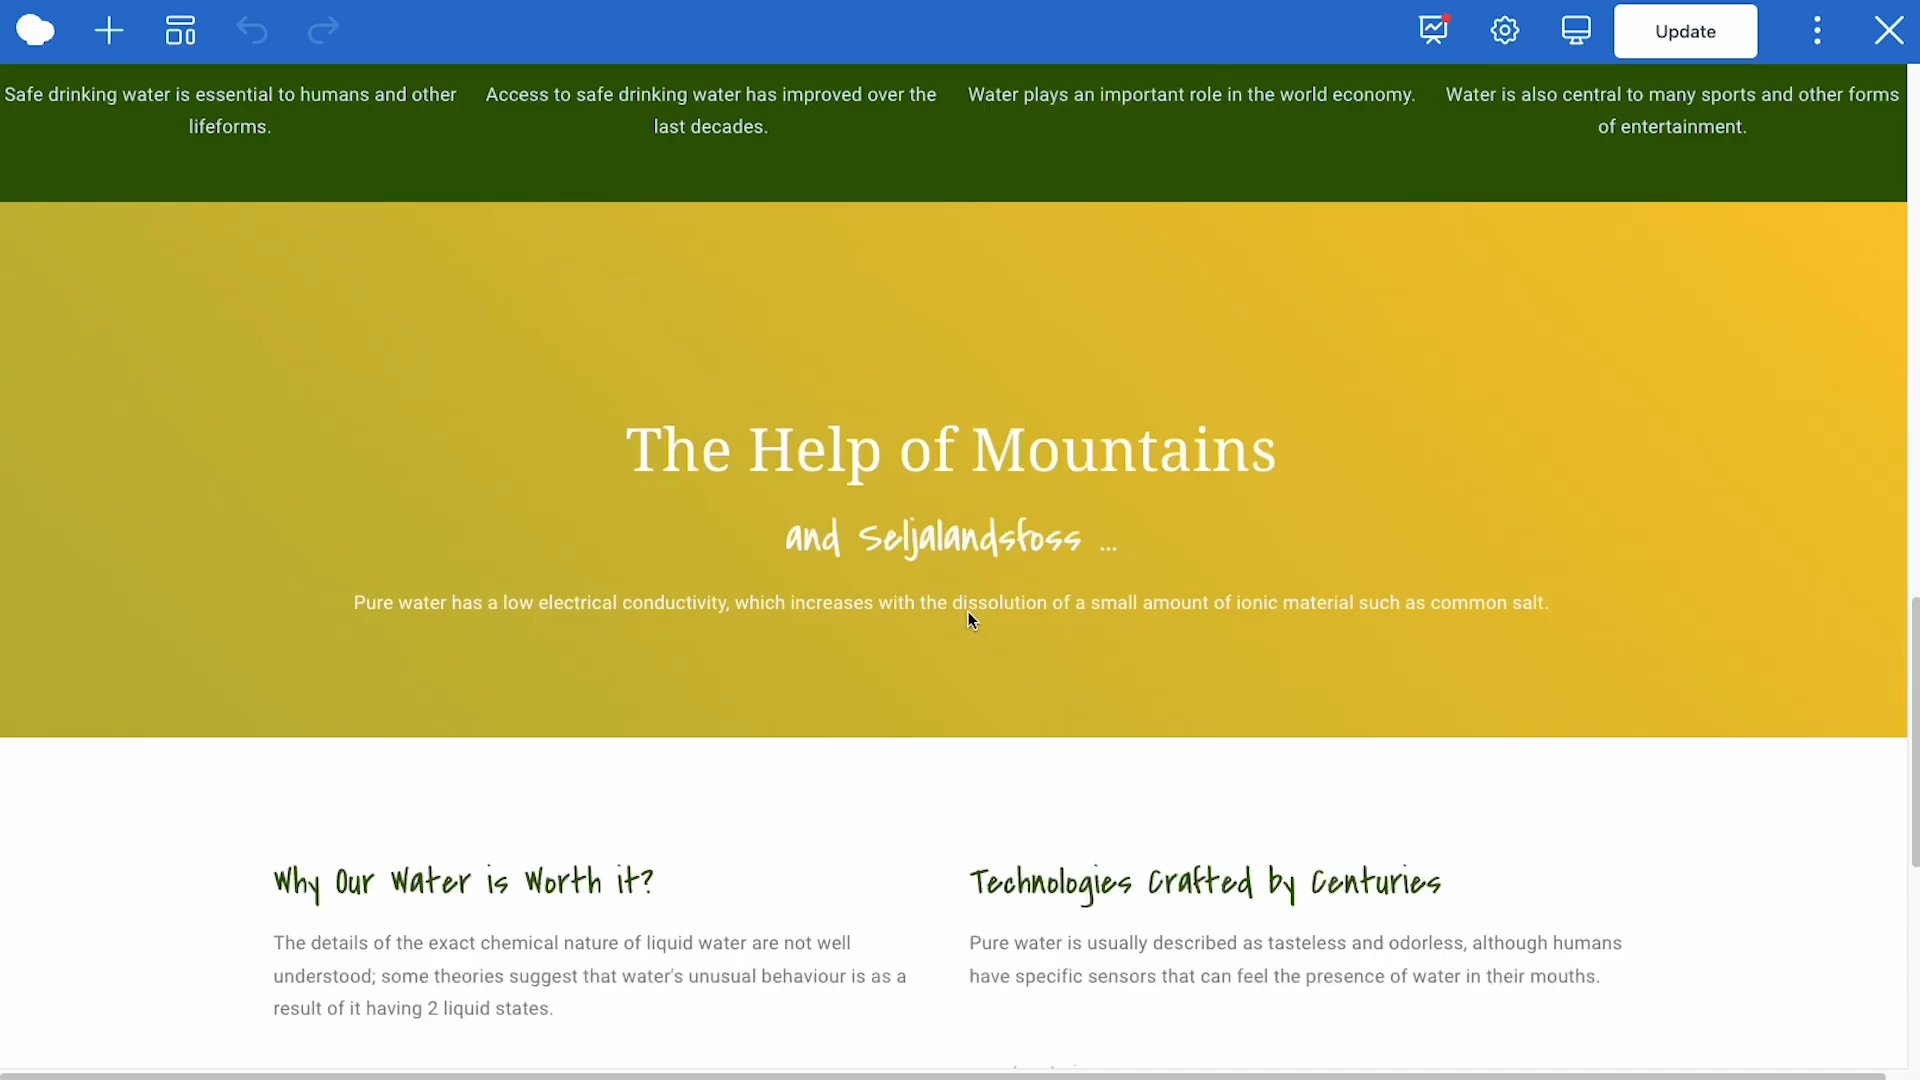 Update
Safe drinking water is essential to humans and other
lifeforms.
Access to safe drinking water has improved over the
last decades.
Water plays an important role in the world economy.
Water is also central to many sports and other forms
of entertainment.
The Help of Mountains
and Seljalandsfoss ...
Pure water has a low electrical conductivity, which increases with the dissolution of a small amount of ionic material such as common salt.
Why Our Water is Worth it?
The details of the exact chemical nature of liquid water are not well
understood; some theories suggest that water's unusual behaviour is as a
result of it having 2 liquid states.
Technologies Crafted by Centuries
Pure water is usually described as tasteless and odorless, although humans
have specific sensors that can feel the presence of water in their mouths.